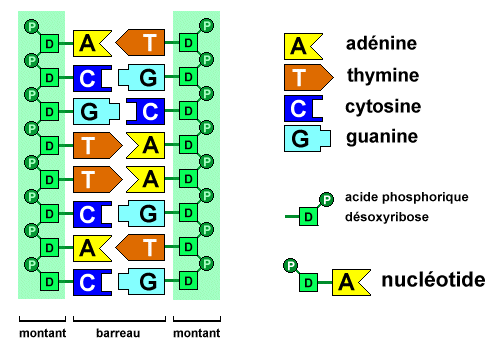 P P
D A T D
P P
D C G D
P P
D G C D
P P
D T A D
P P
D T A D
P P
D C G D
P P
D A T D
P P
D C G D
montant barreau montant
A adénine
T thymine
C cytosine
G guanine
P acide phosphorique
D désoxyribose
P
D A nucléotide